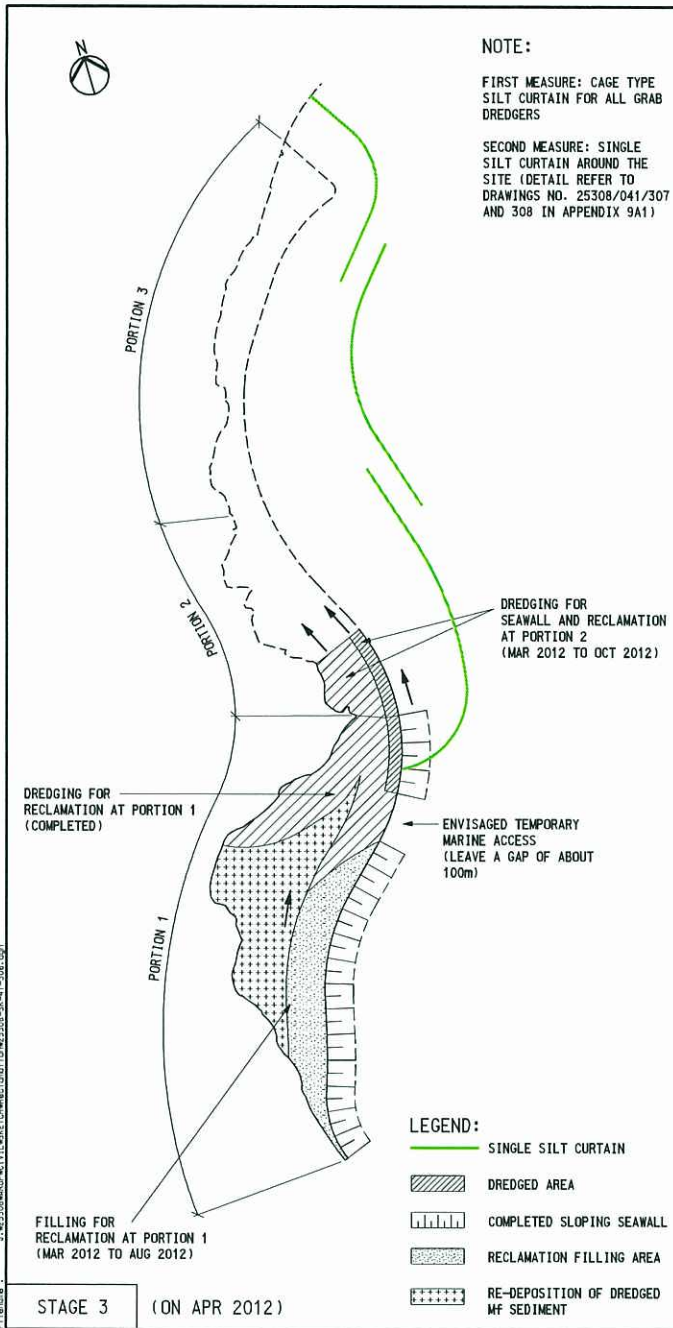 N
NOTE:
FIRST MEASURE: CAGE TYPE
SILT CURTAIN FOR ALL GRAB
DREDGERS
SECOND MEASURE: SINGLE
SILT CURTAIN AROUND THE
SITE (DETAIL REFER TO
DRAWINGS NO. 25308/041/307
AND 308 IN APPENDIX 9A1)
PORTION 3
PORTION 2
DREDGING FOR
SEAWALL AND RECLAMATION
AT PORTION 2
(MAR 2012 TO OCT 2012)
DREDGING FOR
RECLAMATION AT PORTION 1
(COMPLETED)
ENVISAGED TEMPORARY
MARINE ACCESS
(LEAVE A GAP OF ABOUT
100m)
PORTION 1
FILLING FOR
RECLAMATION AT PORTION 1
(MAR 2012 TO AUG 2012)
LEGEND:
SINGLE SILT CURTAIN
DREDGED AREA
COMPLETED SLOPING SEAWALL
RECLAMATION FILLING AREA
RE-DEPOSITION OF DREDGED
Mf SEDIMENT
STAGE 3
(ON APR 2012)